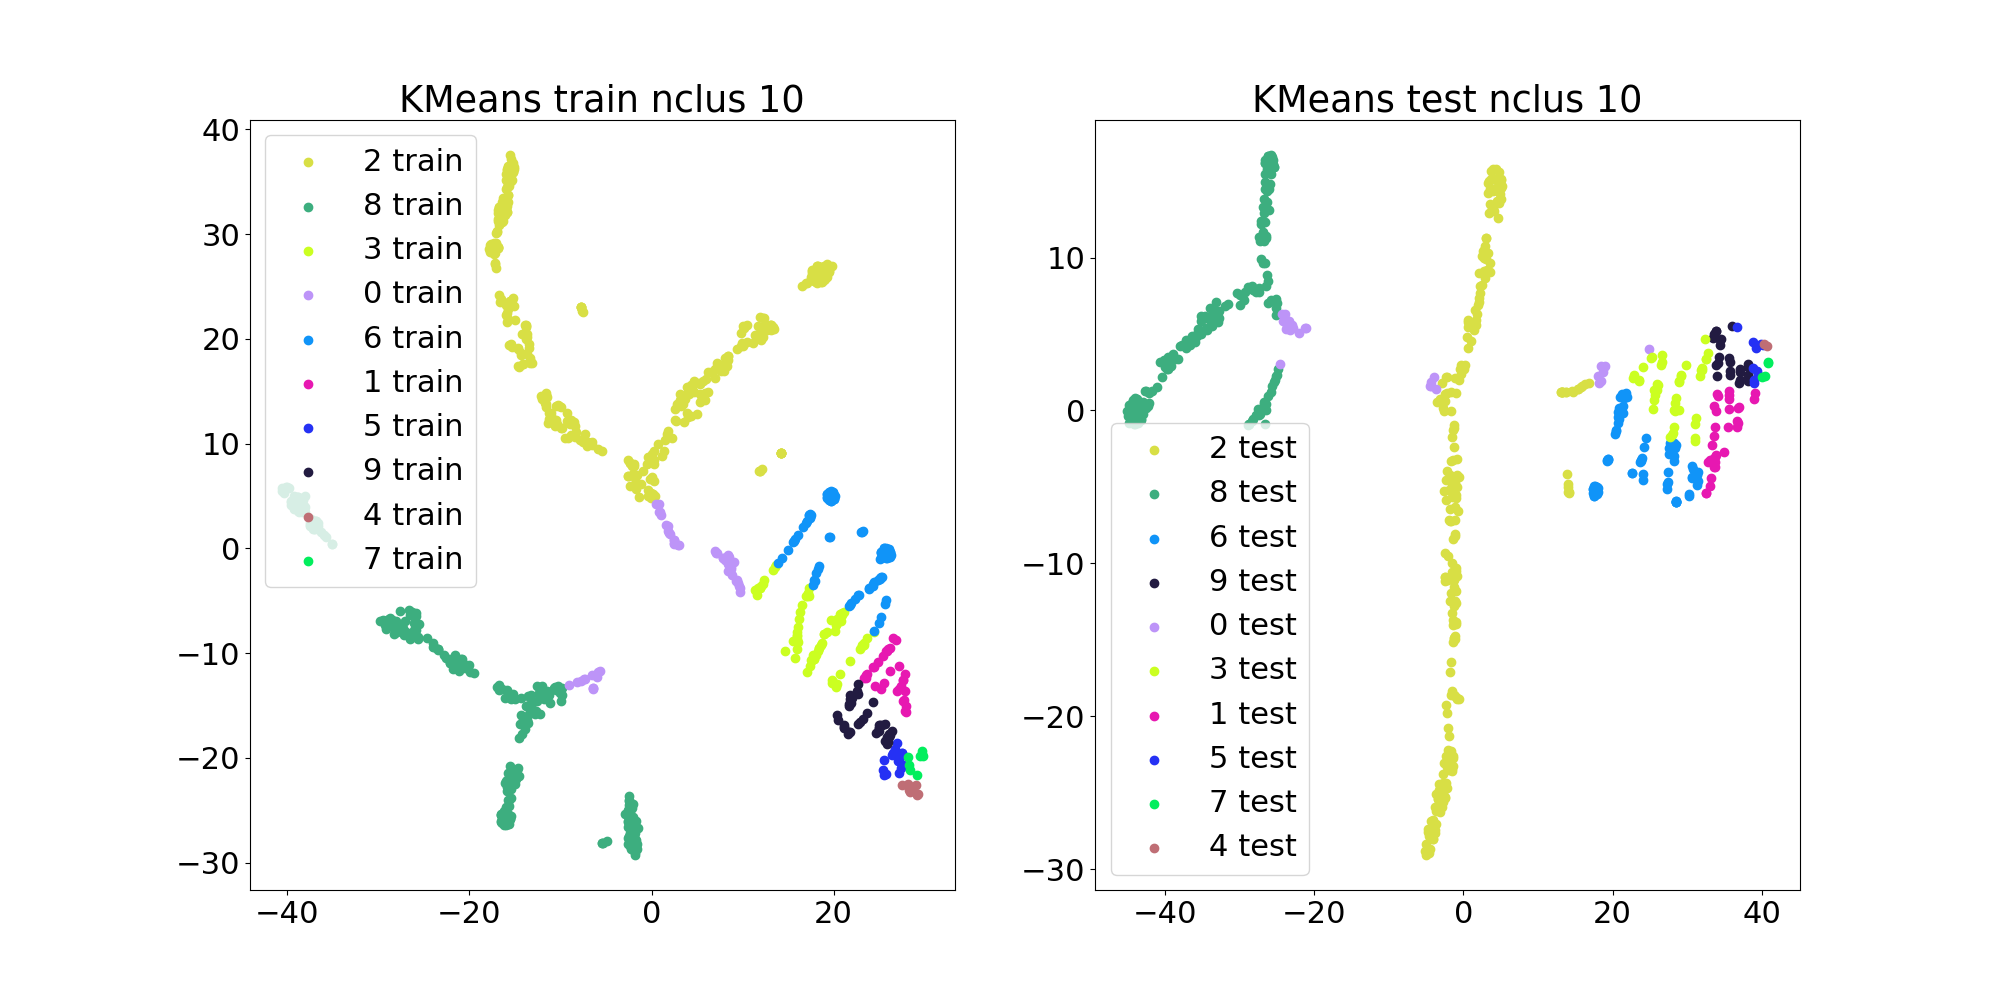 KMeans train nclus 10
40
30
20
10
0
−10
−20
−30
−40
−20
0
20
2 train
8 train
3 train
0 train
6 train
1 train
5 train
9 train
4 train
7 train
KMeans test nclus 10
10
0
−10
−20
−30
−40
−20
0
20
40
2 test
8 test
6 test
9 test
0 test
3 test
1 test
5 test
7 test
4 test